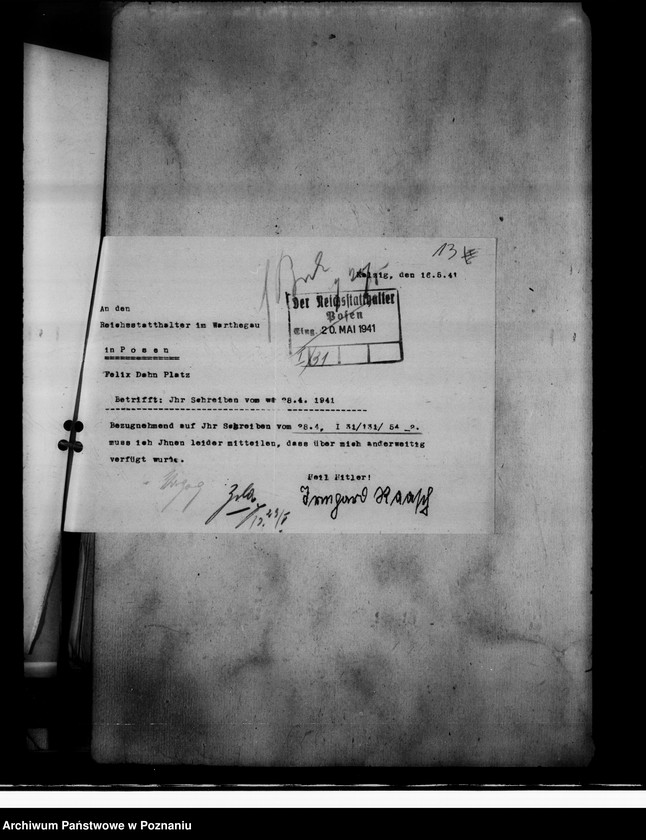 13
den 16.5.41
Der Reichsstatthalter
Posen
Eing. 20. MAI 1941
I/31
An den
Reichsstatthalter im Warthegau
in Posen
Felix Dahn Platz
Betrifft: Jhr Schreiben vom 28.4. 1941
Bezugnehmend auf Jhr Schreiben vom 28.4, I 31/131/ 54
muss ich Jhnen leider mitteilen, dass über mich anderweitig
verfügt wurde.
Heil Hitler!
Irmgard Raasch
Archiwum Państwowe w Poznaniu